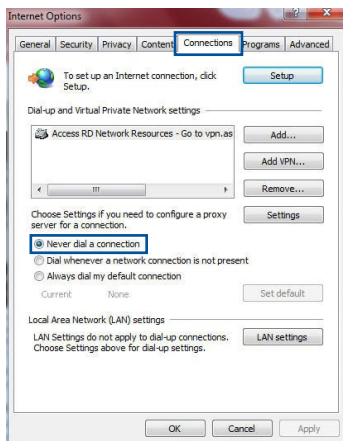 Internet Options
General Security Privacy Content Connections Programs Advanced
To set up an Internet connection, click
Setup.
Setup
Dial-up and Virtual Private Network settings
Access RD Network Resources - Go to vpn.as
Add...
Add VPN...
Remove...
Choose Settings if you need to configure a proxy
server for a connection.
Settings
Never dial a connection
Dial whenever a network connection is not present
Always dial my default connection
Current None
Set default
Local Area Network (LAN) settings
LAN Settings do not apply to dial-up connections.
Choose Settings above for dial-up settings.
LAN settings
OK Cancel Apply